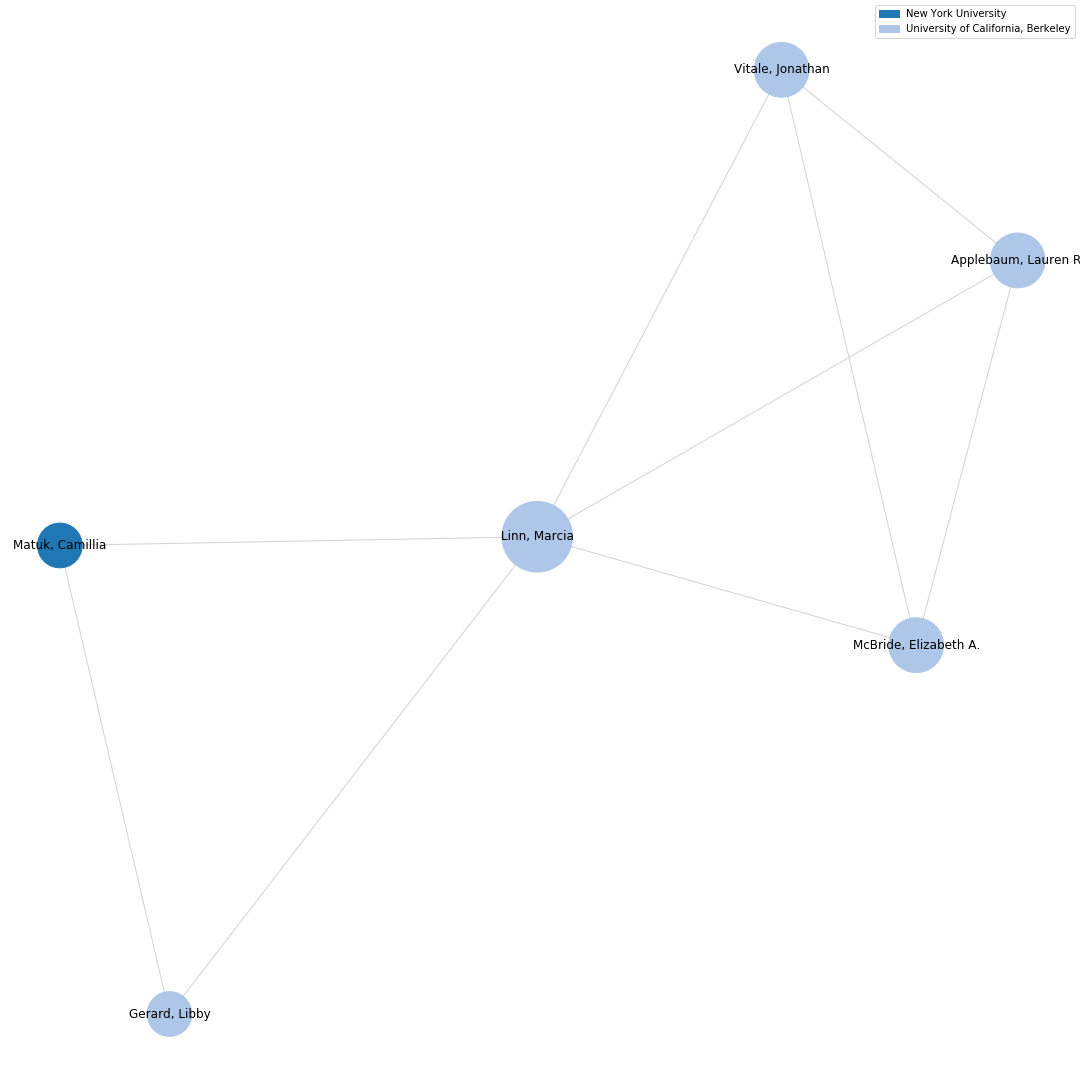 New York University
University of California, Berkeley
Vitale, Jonathan
Applebaum, Lauren R
Linn, Marcia
Matuk, Camillia
McBride, Elizabeth A.
Gerard, Libby